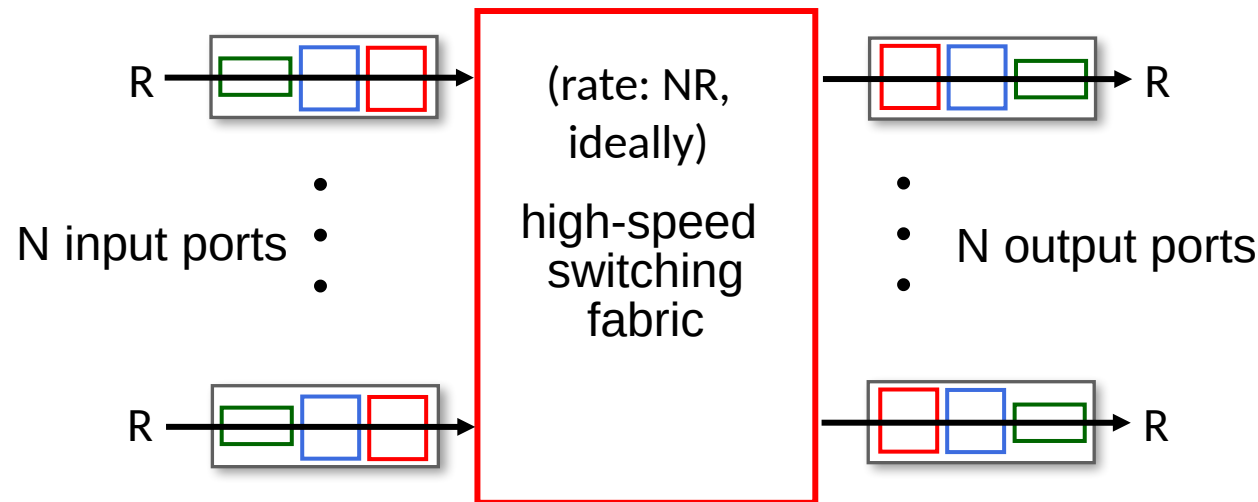 R
(rate: NR,
ideally)
R
N input ports
high-speed
switching
fabric
N output ports
R
R